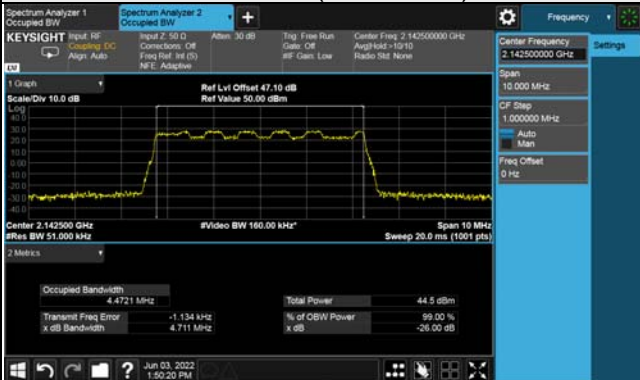 Spectrum Analyzer 1
Occupied BW
Spectrum Analyzer 2
Occupied BW
+
Frequency
KEYSIGHT
Input: RF
Coupling: DC
Align: Auto
Input Z: 50 Ω
Corrections: Off
Freq Ref: Int (S)
NFE: Adaptive
Atten: 30 dB
Trig: Free Run
Gate: Off
#IF Gain: Low
Center Freq: 2.142500000 GHz
Avg|Hold:>10/10
Radio Std: None
LXI
Center Frequency
2.142500000 GHz
Settings
Span
10.000 MHz
CF Step
1.000000 MHz
Auto
Man
Freq Offset
0 Hz
1 Graph
Scale/Div 10.0 dB
Ref Lvl Offset 47.10 dB
Ref Value 50.00 dBm
Log
40.0
30.0
20.0
10.0
0.00
-10.0
-20.0
-30.0
-40.0
Center 2.142500 GHz
#Res BW 51.000 kHz
#Video BW 160.00 kHz*
Span 10 MHz
Sweep 20.0 ms (1001 pts)
2 Metrics
Occupied Bandwidth
4.4721 MHz
Total Power 44.5 dBm
Transmit Freq Error -1.134 kHz
% of OBW Power 99.00 %
x dB Bandwidth 4.711 MHz
x dB -26.00 dB
?
Jun 03, 2022
1:50:20 PM